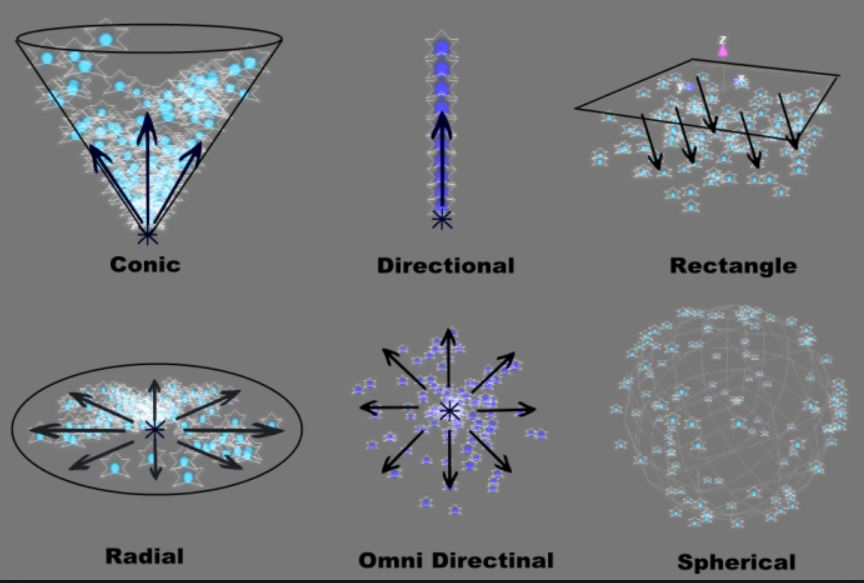 z
y
x
Conic
Directional
Rectangle
Radial
Omni Directinal
Spherical